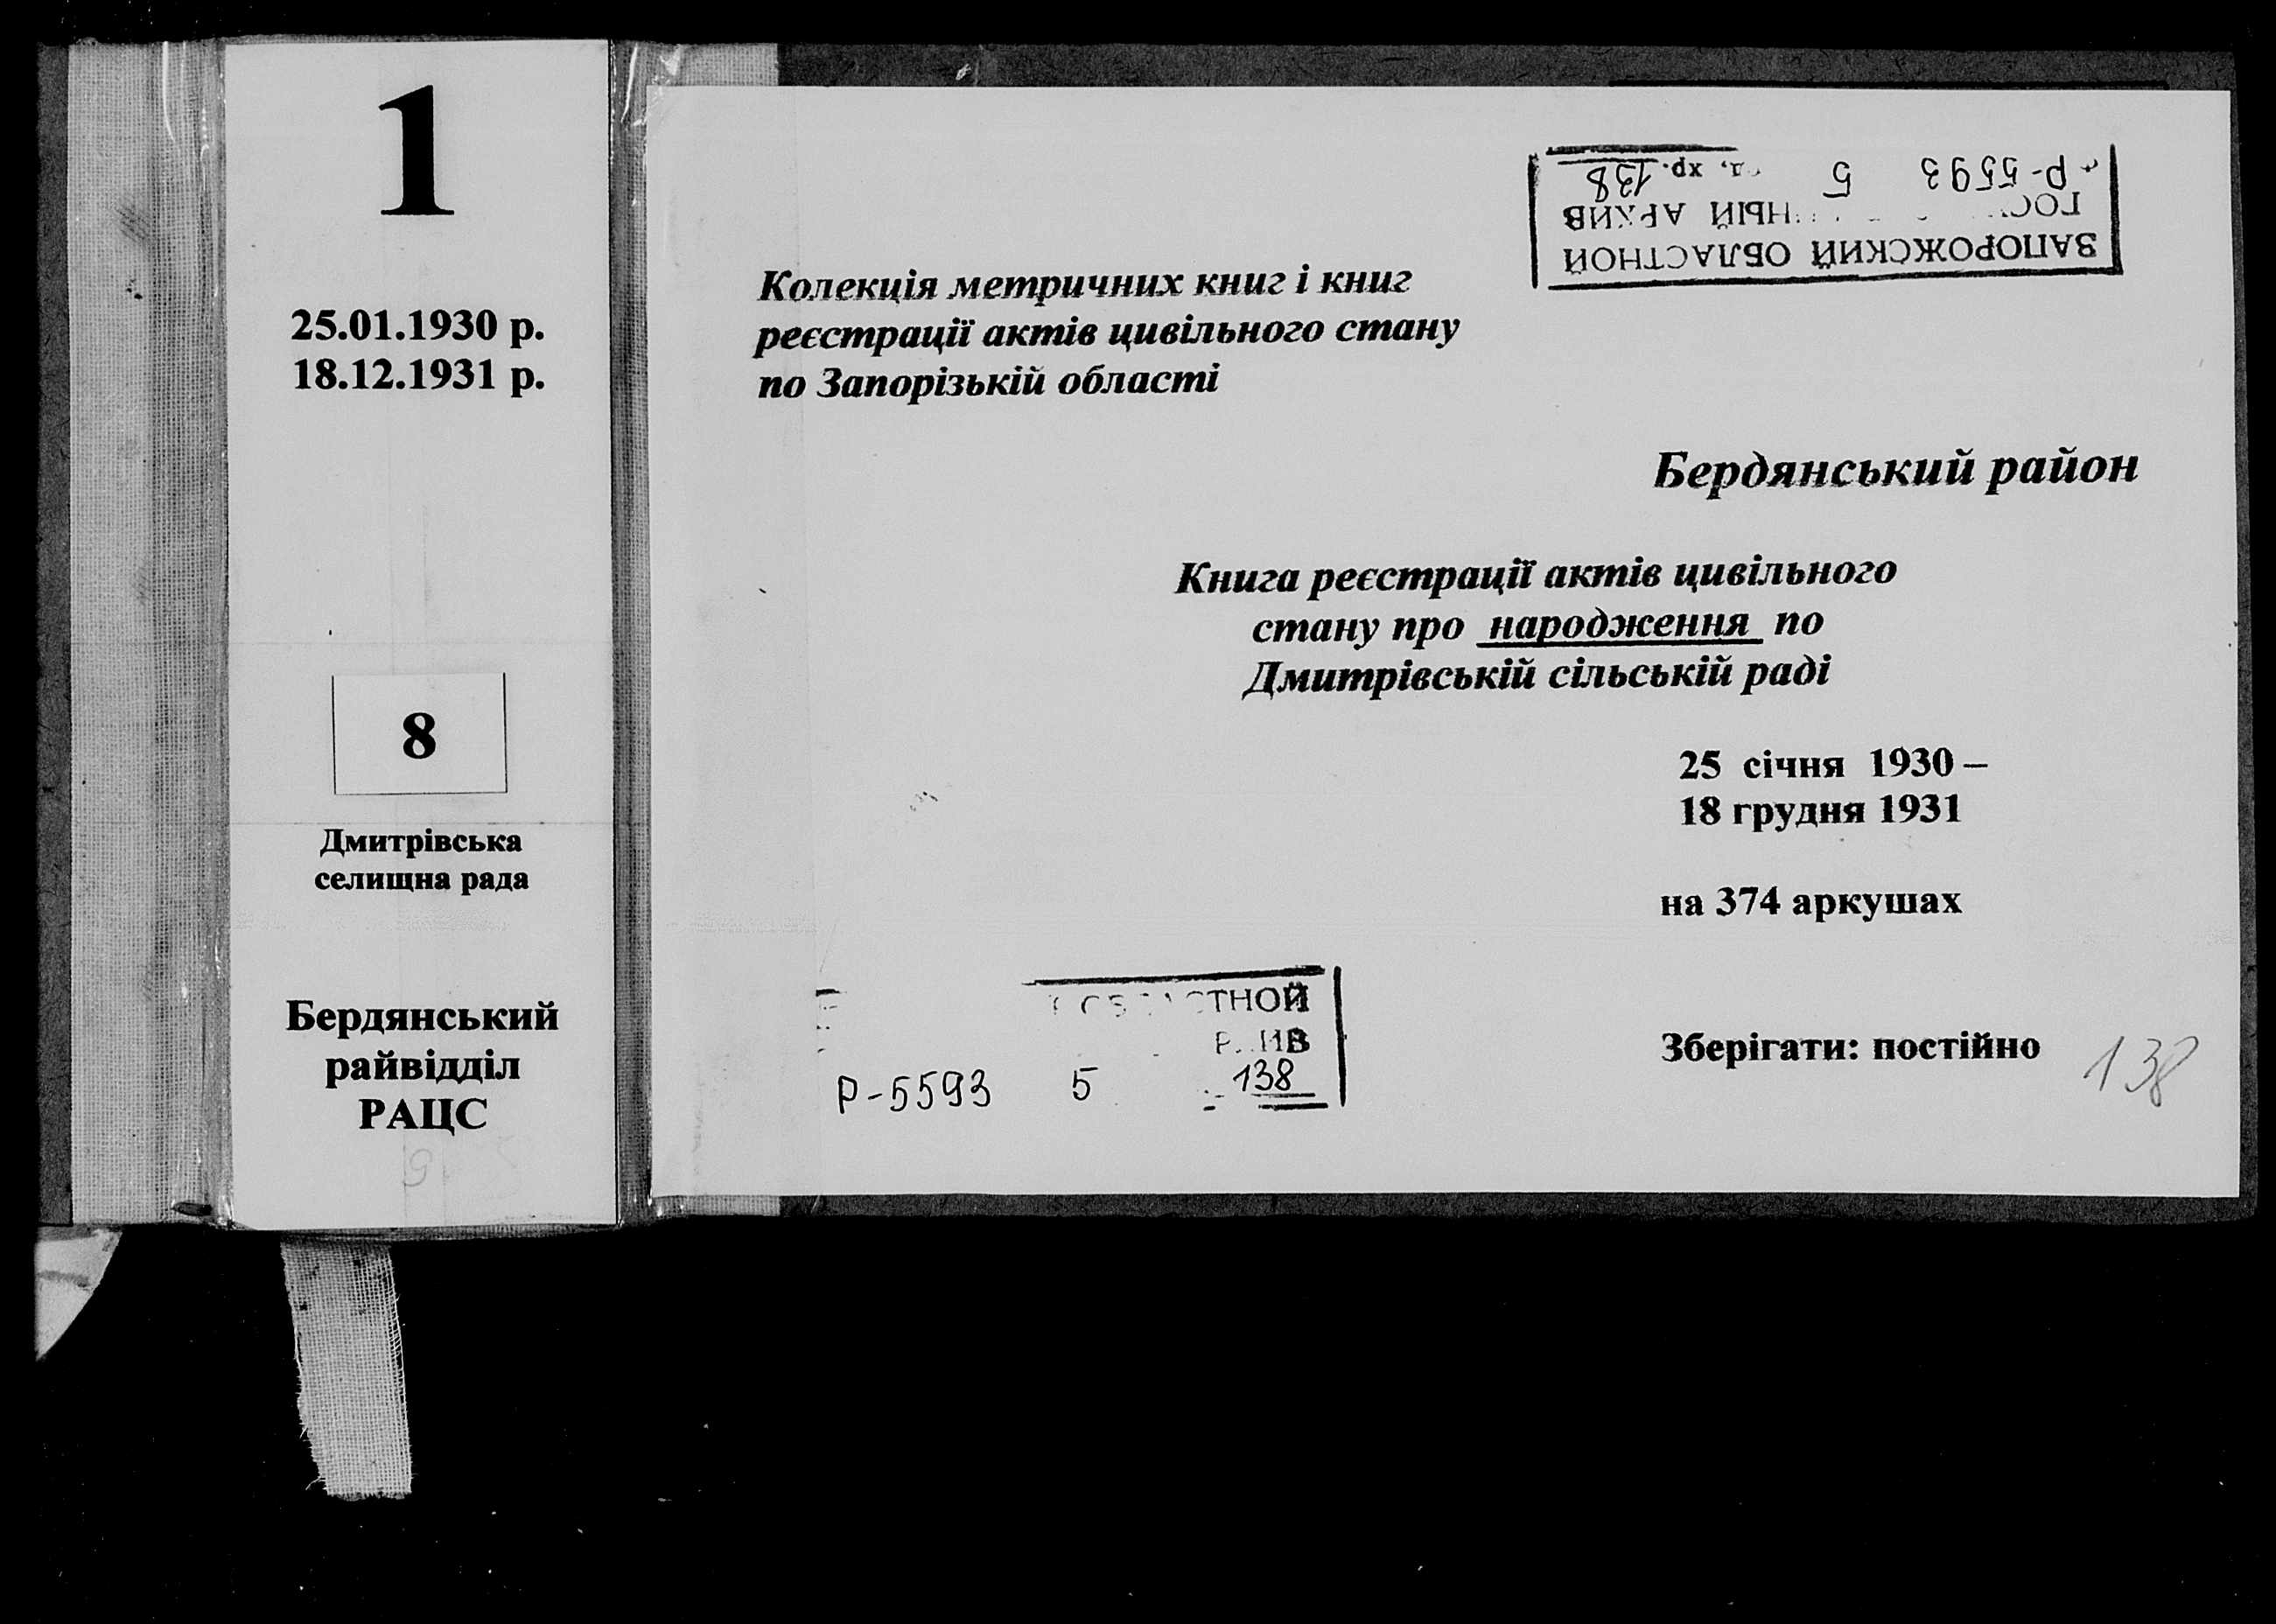 1
25.01.1930 р.
18.12.1931 р.
8
Дмитрівська
селищна рада
Бердянський
райвідділ
РАЦС
ЗАПОРОЖСКИЙ ОБЛАСТНОЙ
АРХИВ
Р-5593 5 хр. 138
Колекція метричних книг і книг
реєстрації актів цивільного стану
по Запорізькій області
Бердянський район
Книга реєстрації актів цивільного
стану про народження по
Дмитрівській сільській раді
25 січня 1930 –
18 грудня 1931
на 374 аркушах
Р-5593 5 138
Зберігати: постійно
138